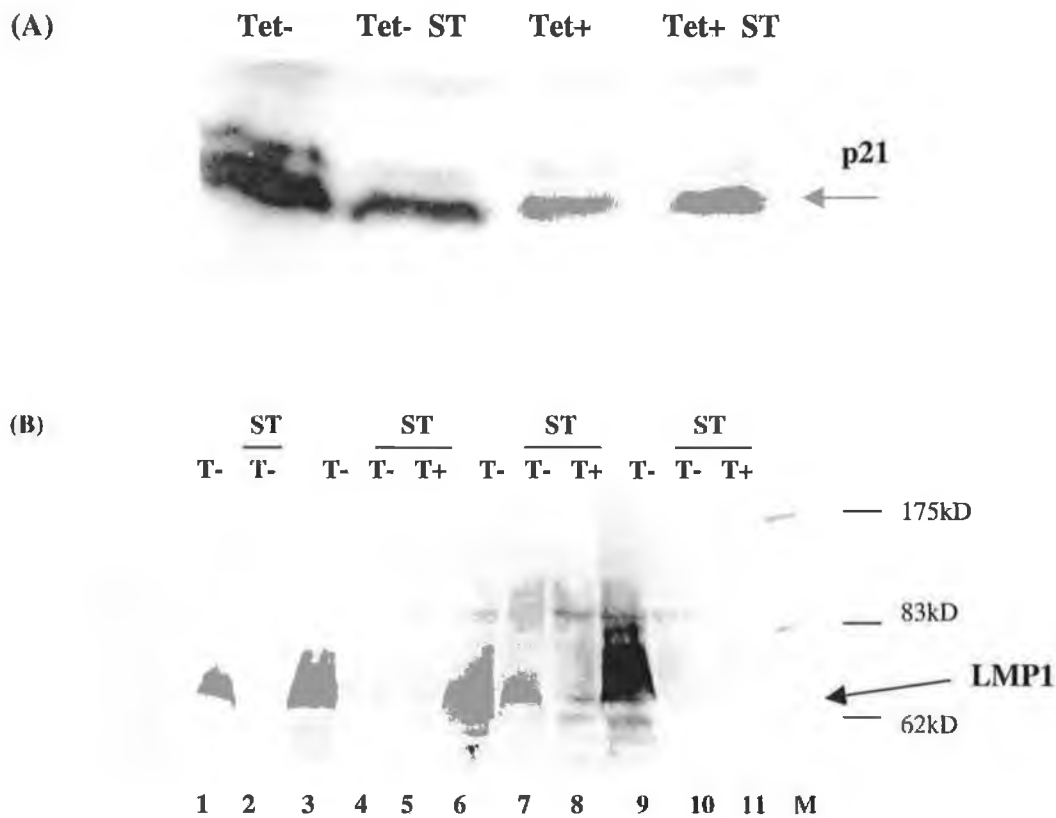 (A) Tet- Tet- ST Tet+ Tet+ ST
p21
(B) ST ST ST ST
T- T- T- T- T+ T- T- T+ T- T- T+
175kD
83kD
LMP1
62kD
1 2 3 4 5 6 7 8 9 10 11 M